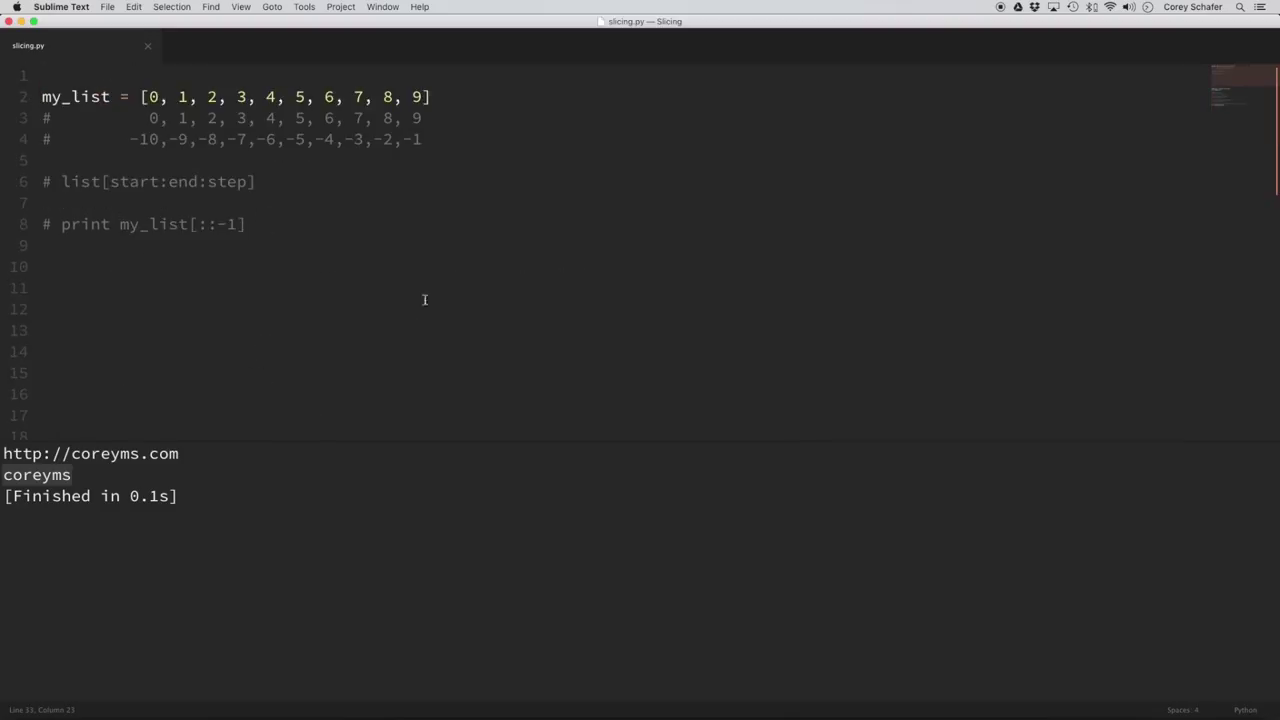 Sublime Text File Edit Selection Find View Goto Tools Project Window Help Corey Schafer
slicing.py — Slicing
slicing.py
1
2 my_list = [0, 1, 2, 3, 4, 5, 6, 7, 8, 9]
3 # 0, 1, 2, 3, 4, 5, 6, 7, 8, 9
4 # -10,-9,-8,-7,-6,-5,-4,-3,-2,-1
5
6 # list[start:end:step]
7
8 # print my_list[::-1]
9
10
11
12
13
14
15
16
17
18
http://coreyms.com
coreyms
[Finished in 0.1s]
Line 33, Column 23 Spaces: 4 Python